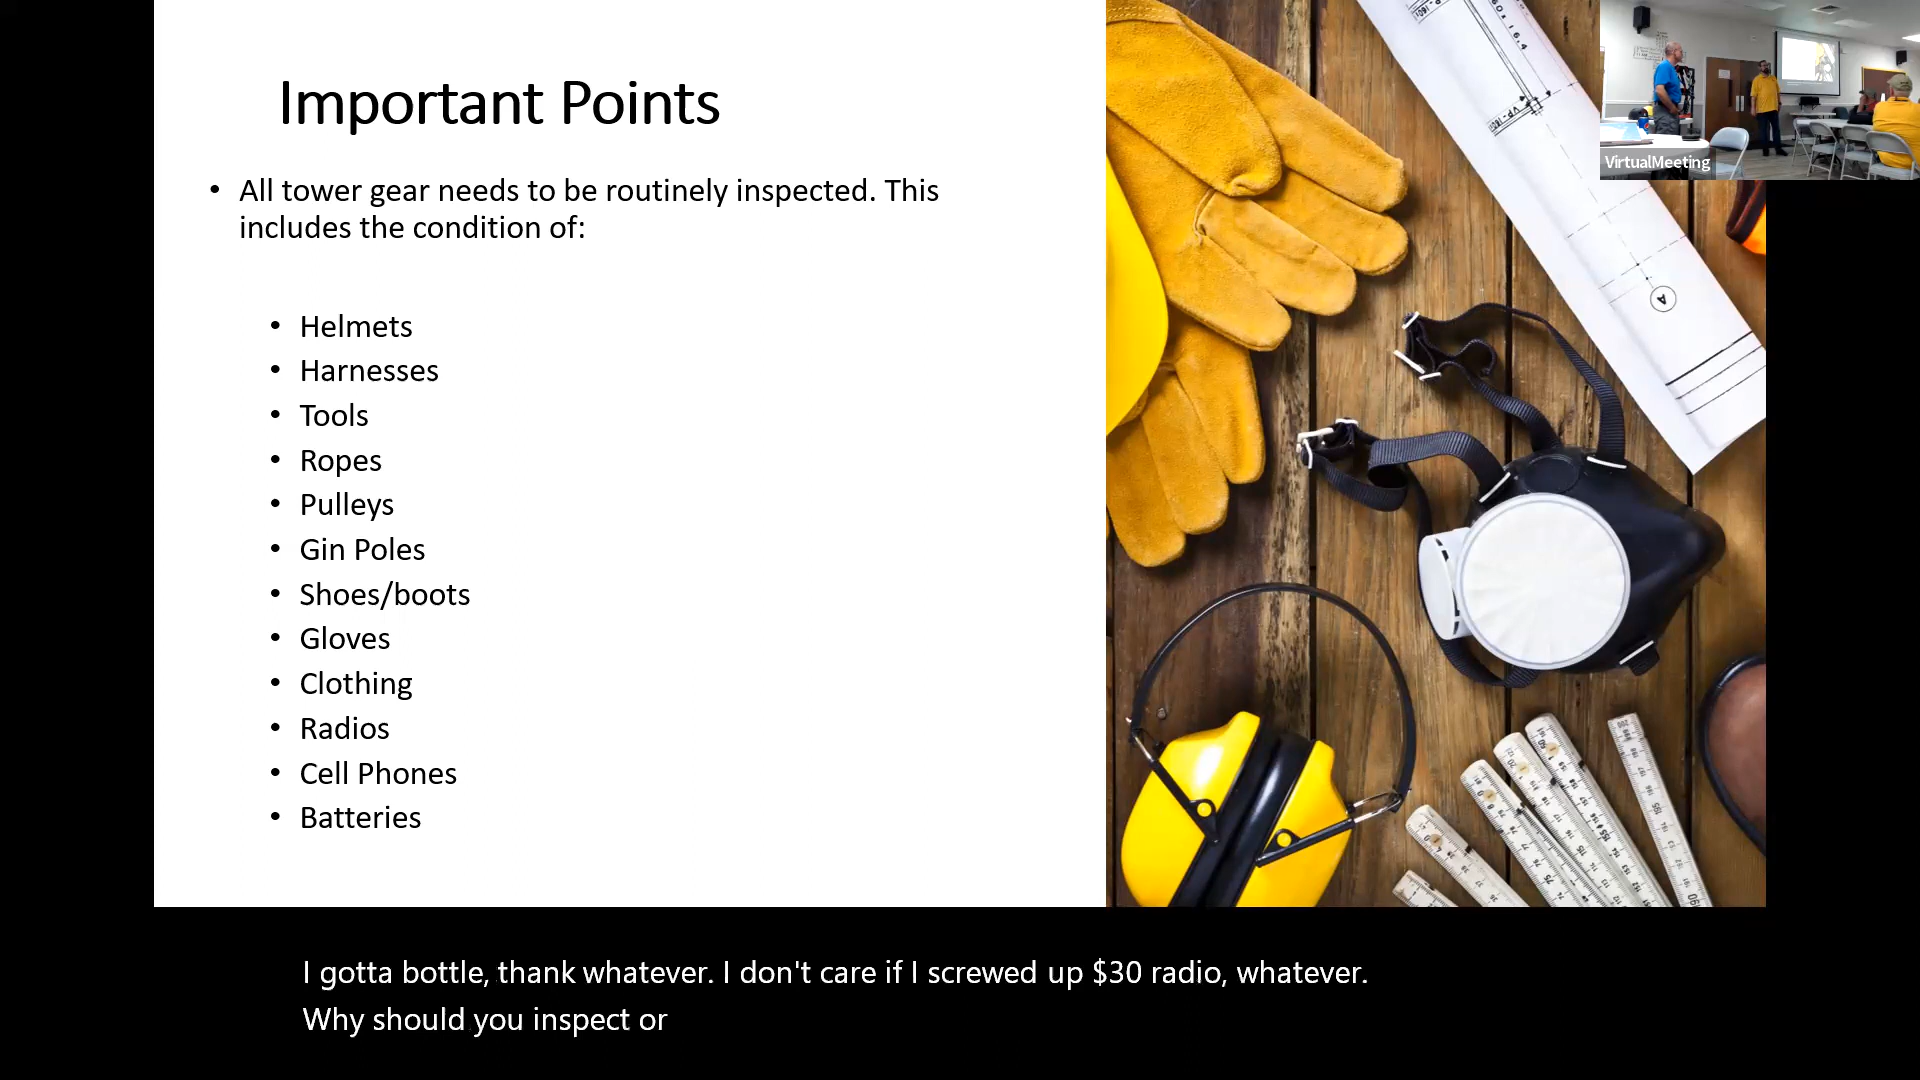 Important Points
• All tower gear needs to be routinely inspected. This
includes the condition of:
• Helmets
• Harnesses
• Tools
• Ropes
• Pulleys
• Gin Poles
• Shoes/boots
• Gloves
• Clothing
• Radios
• Cell Phones
• Batteries
VirtualMeeting
A
I gotta bottle, thank whatever. I don't care if I screwed up $30 radio, whatever.
Why should you inspect or